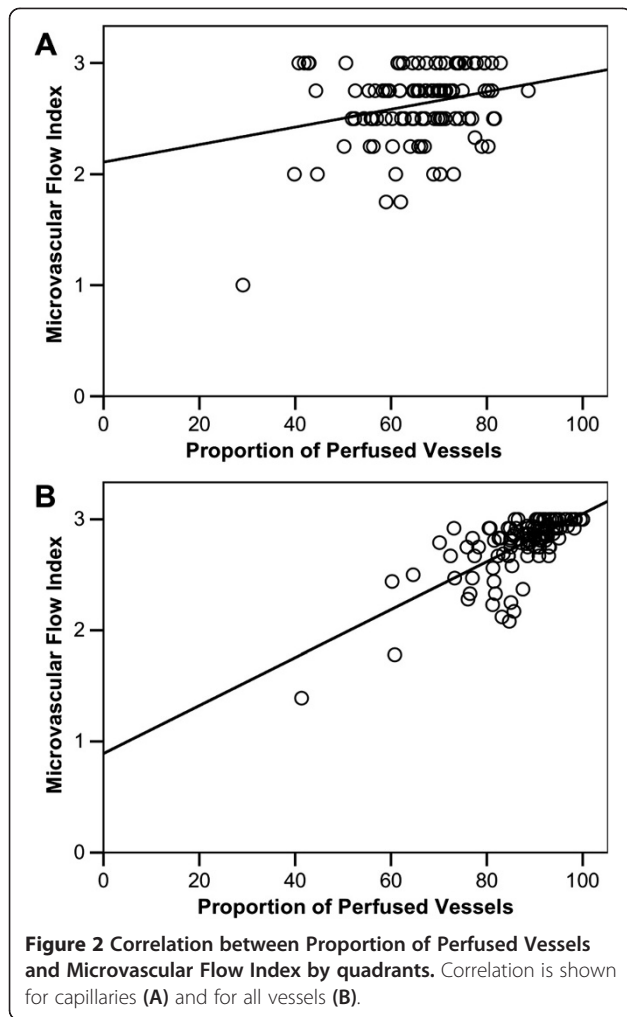 A
3
2
1
0
Microvascular Flow Index
0 20 40 60 80 100
Proportion of Perfused Vessels
B
3
2
1
0
Microvascular Flow Index
0 20 40 60 80 100
Proportion of Perfused Vessels
Figure 2 Correlation between Proportion of Perfused Vessels
and Microvascular Flow Index by quadrants. Correlation is shown
for capillaries (A) and for all vessels (B).